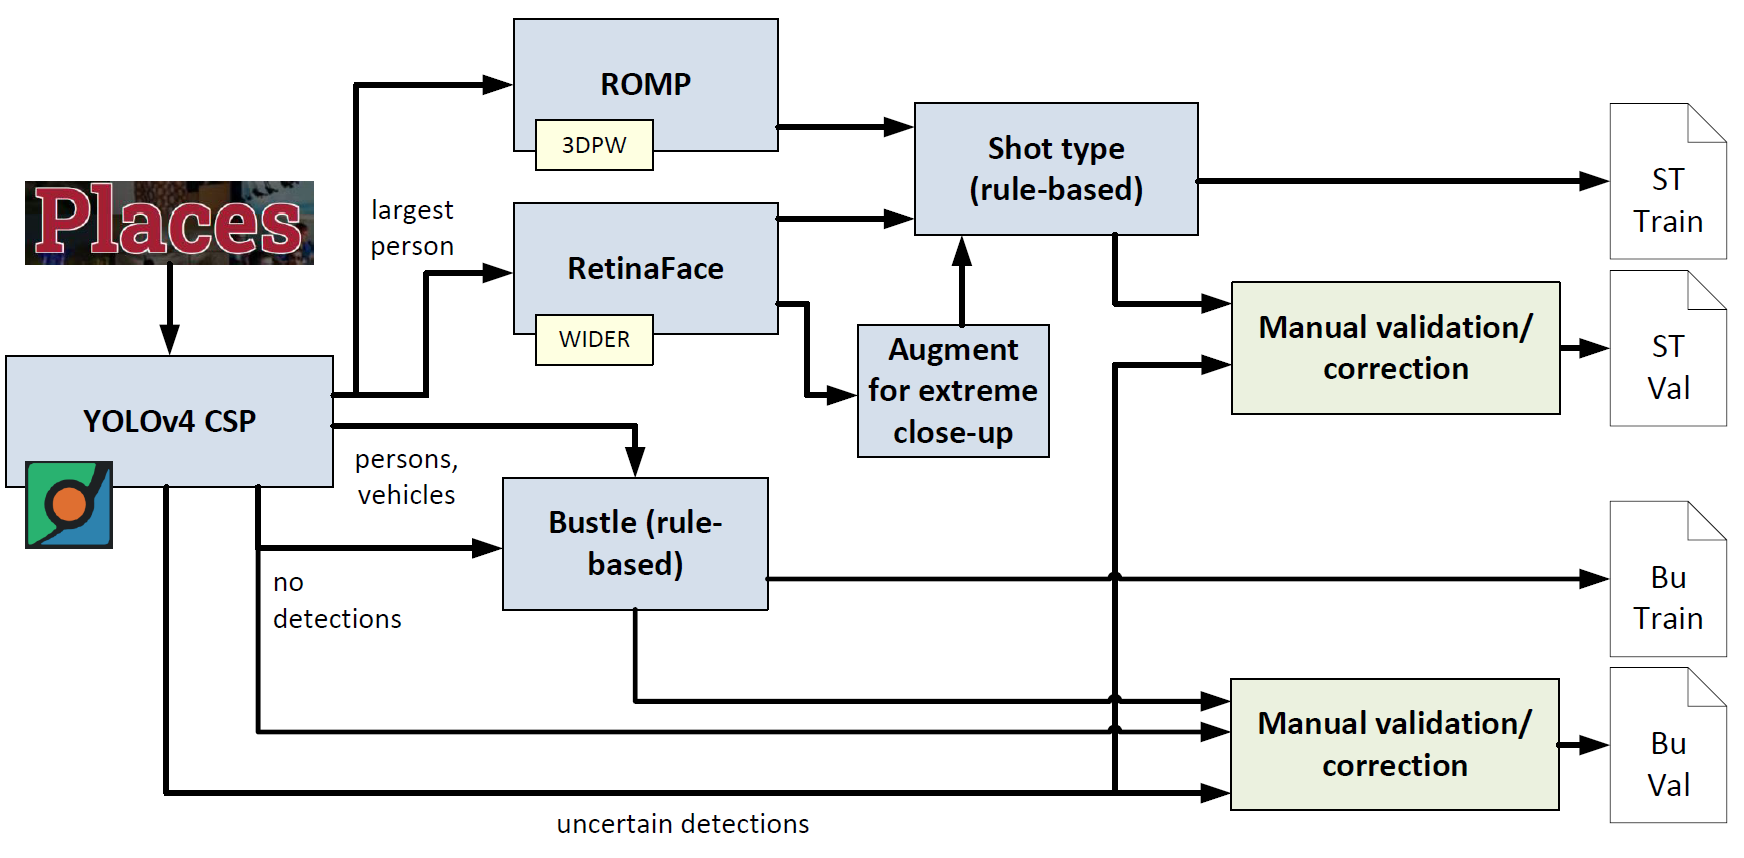 ROMP
3DPW
Shot type
(rule-based)
ST
Train
Places
largest
person
RetinaFace
WIDER
Augment
for extreme
close-up
Manual validation/
correction
ST
Val
YOLOv4 CSP
persons,
vehicles
Bustle (rule-
based)
no
detections
Bu
Train
Manual validation/
correction
Bu
Val
uncertain detections